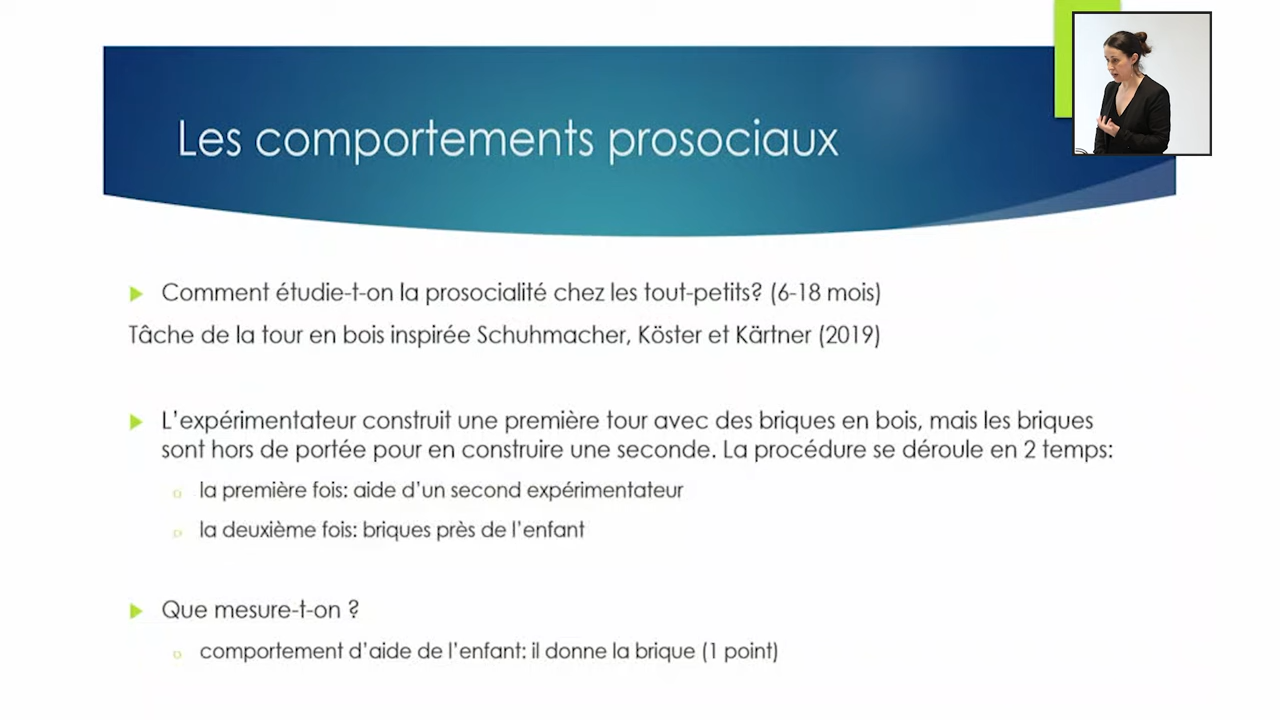 Les comportements prosociaux
Comment étudie-t-on la prosocialité chez les tout-petits? (6-18 mois)
Tâche de la tour en bois inspirée Schuhmacher, Köster et Kärtner (2019)
L'expérimentateur construit une première tour avec des briques en bois, mais les briques
sont hors de portée pour en construire une seconde. La procédure se déroule en 2 temps:
la première fois: aide d'un second expérimentateur
la deuxième fois: briques près de l'enfant
Que mesure-t-on ?
comportement d'aide de l'enfant: il donne la brique (1 point)